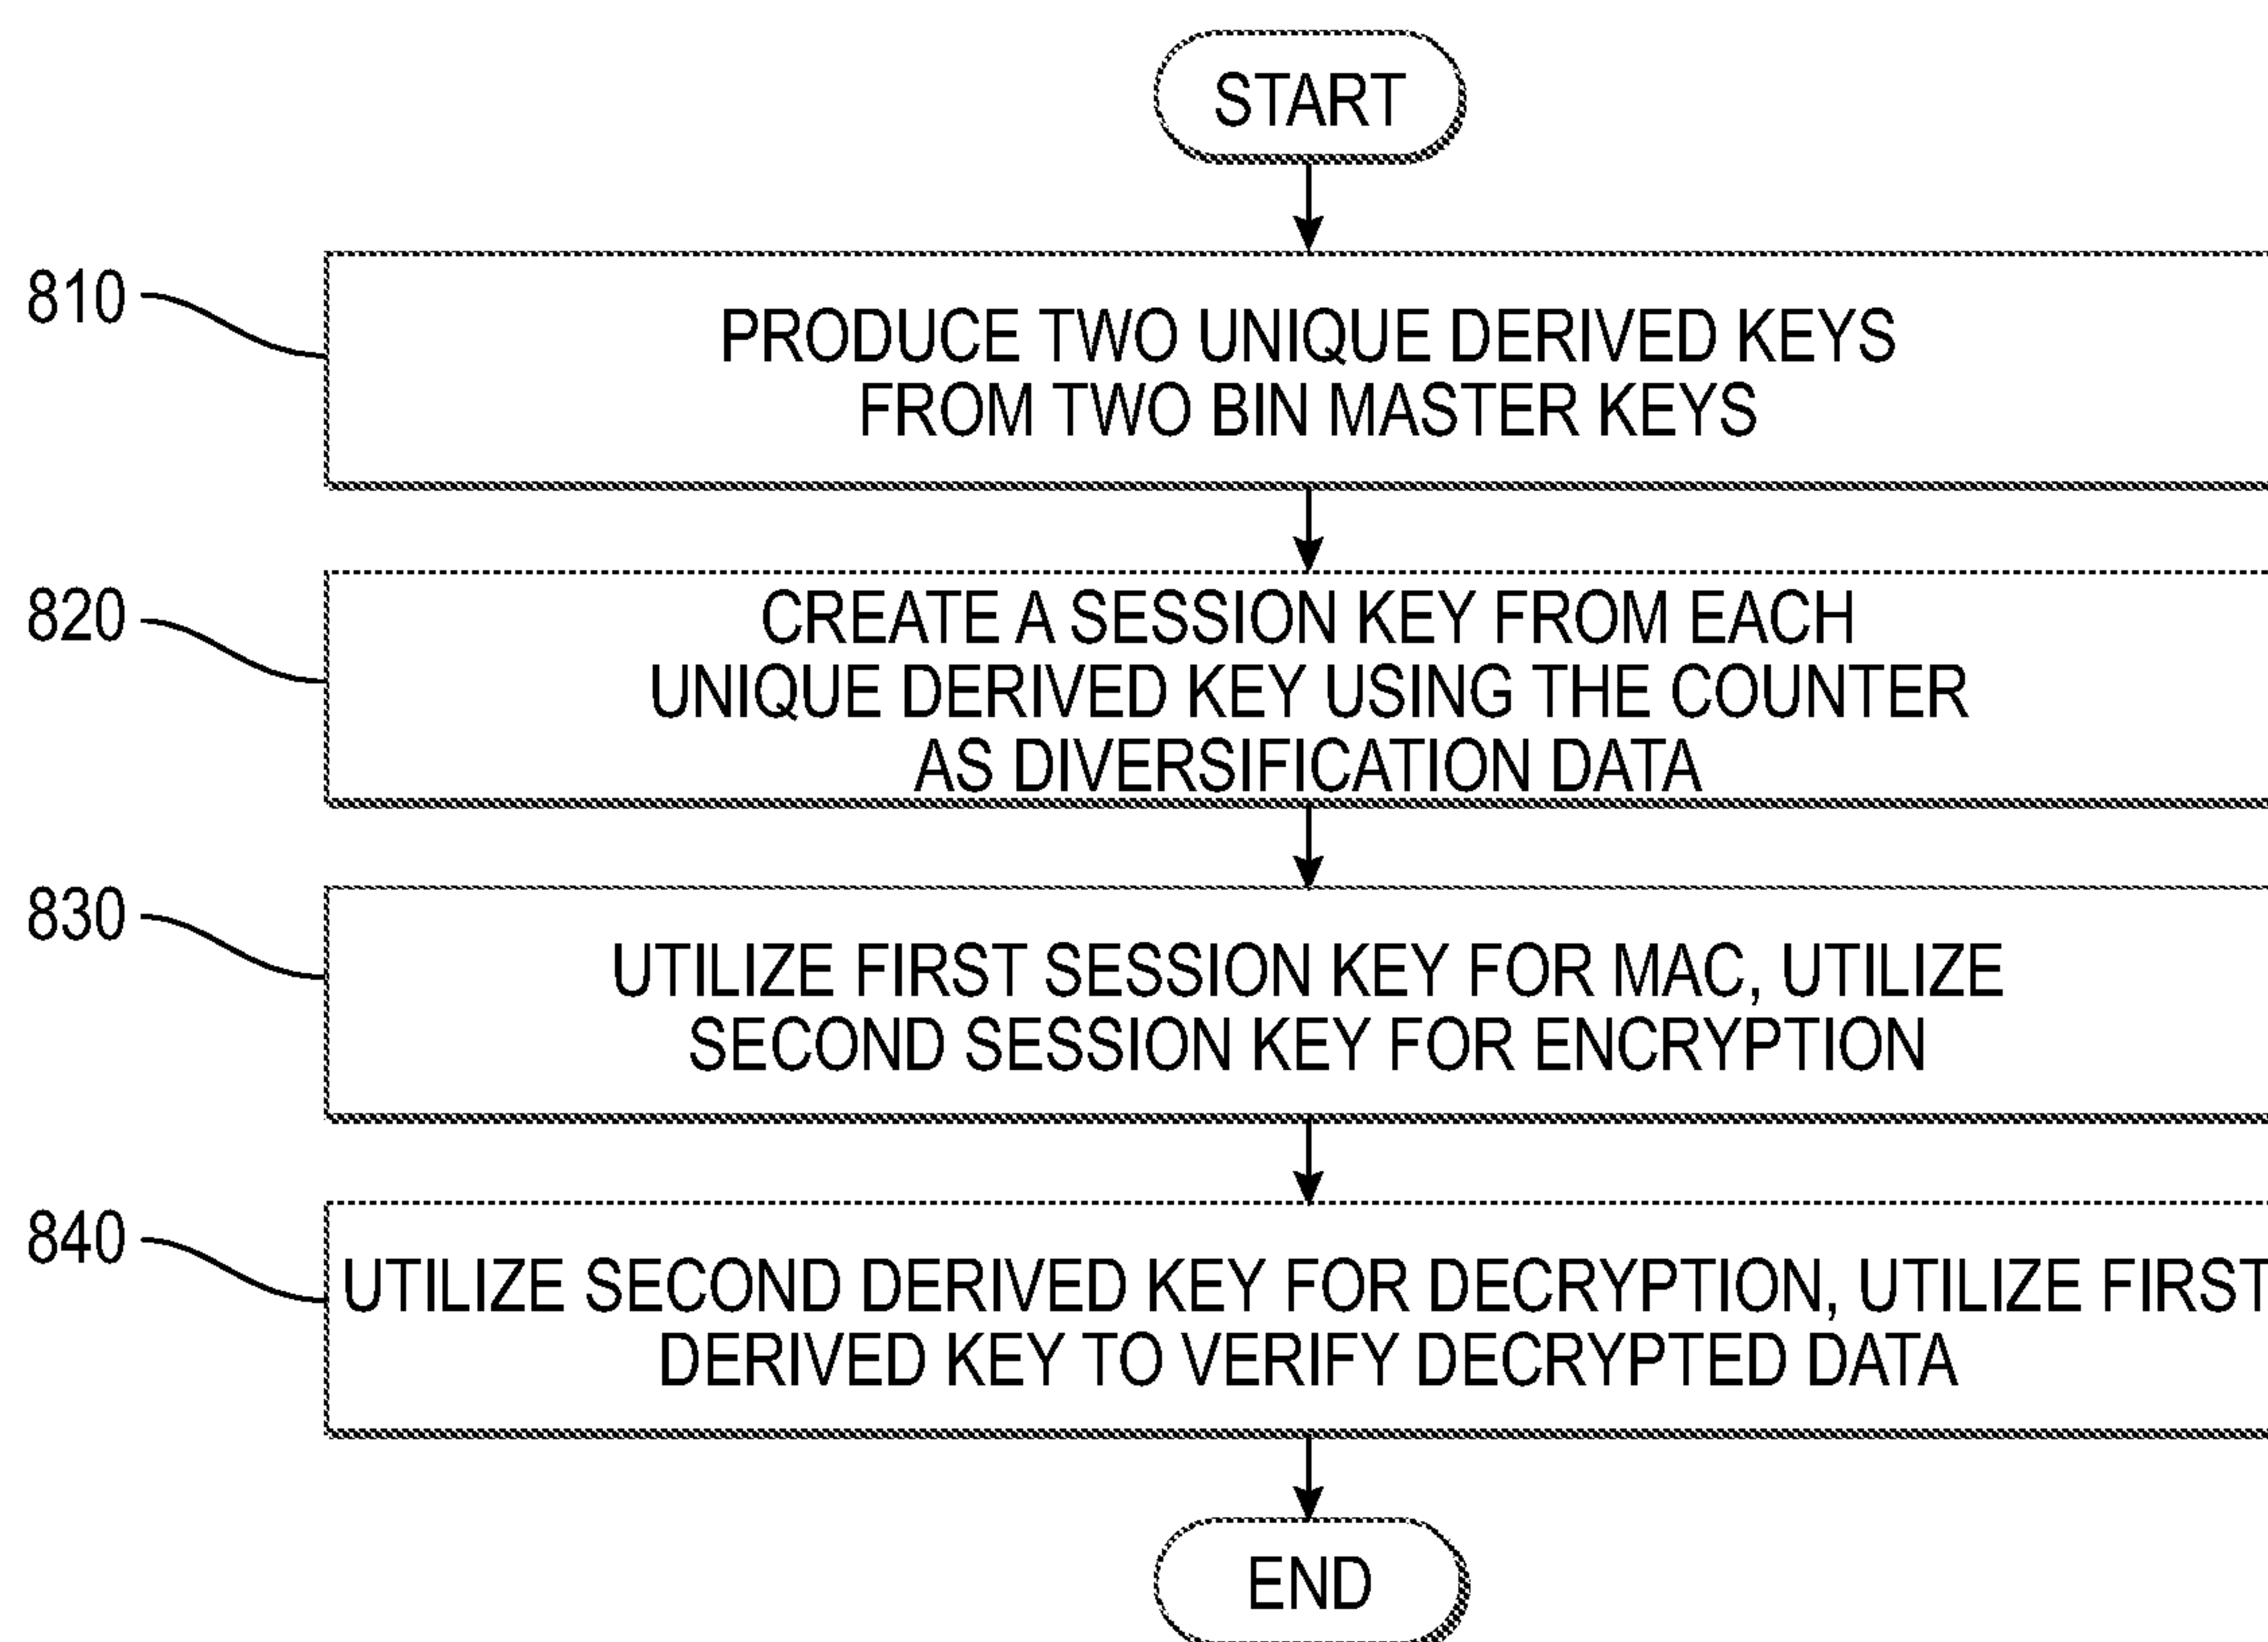 START
810
PRODUCE TWO UNIQUE DERIVED KEYS
FROM TWO BIN MASTER KEYS
820
CREATE A SESSION KEY FROM EACH
UNIQUE DERIVED KEY USING THE COUNTER
AS DIVERSIFICATION DATA
830
UTILIZE FIRST SESSION KEY FOR MAC, UTILIZE
SECOND SESSION KEY FOR ENCRYPTION
840
UTILIZE SECOND DERIVED KEY FOR DECRYPTION, UTILIZE FIRST
DERIVED KEY TO VERIFY DECRYPTED DATA
END